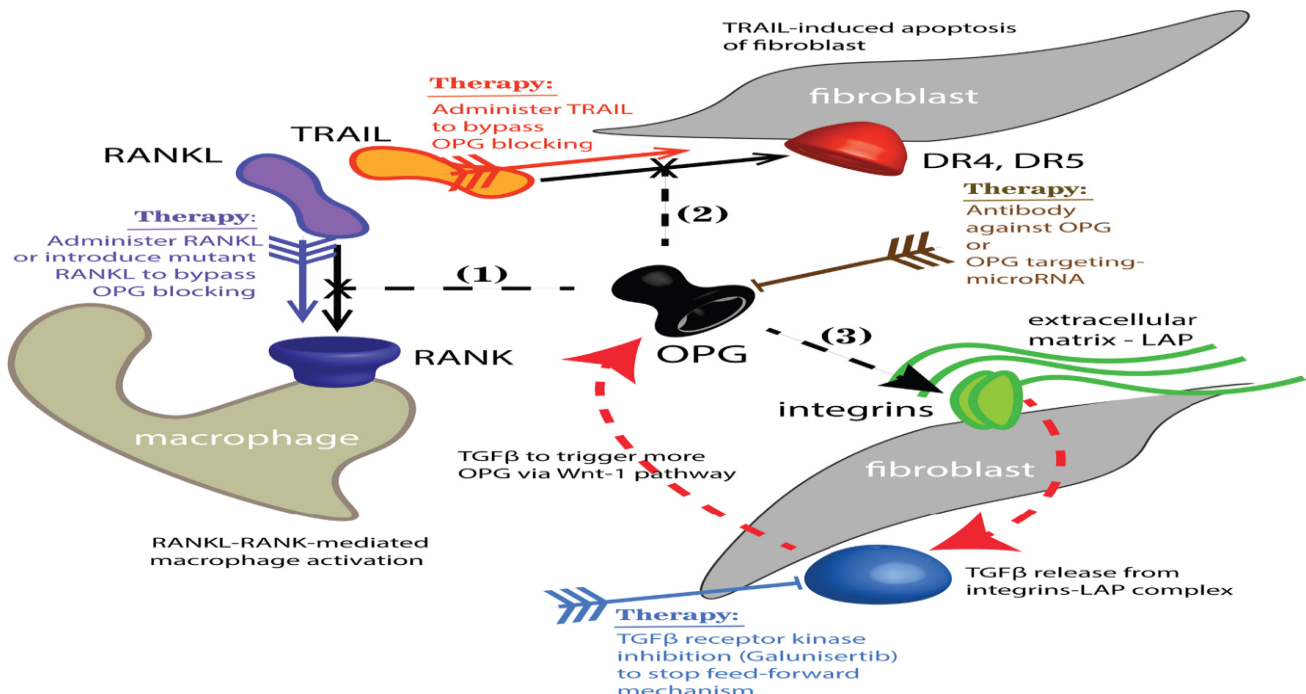 TRAIL-induced apoptosis
of fibroblast
fibroblast
Therapy:
Administer TRAIL
to bypass
OPG blocking
TRAIL
RANKL
DR4, DR5
Therapy:
Antibody
against OPG
or
OPG targeting-
microRNA
(2)
Therapy:
Administer RANKL
or introduce mutant
RANKL to bypass
OPG blocking
(1)
(3)
extracellular
matrix - LAP
OPG
RANK
integrins
macrophage
TGFβ to trigger more
OPG via Wnt-1 pathway
fibroblast
RANKL-RANK-mediated
macrophage activation
TGFβ release from
integrins-LAP complex
Therapy:
TGFβ receptor kinase
inhibition (Galunisertib)
to stop feed-forward
mechanism